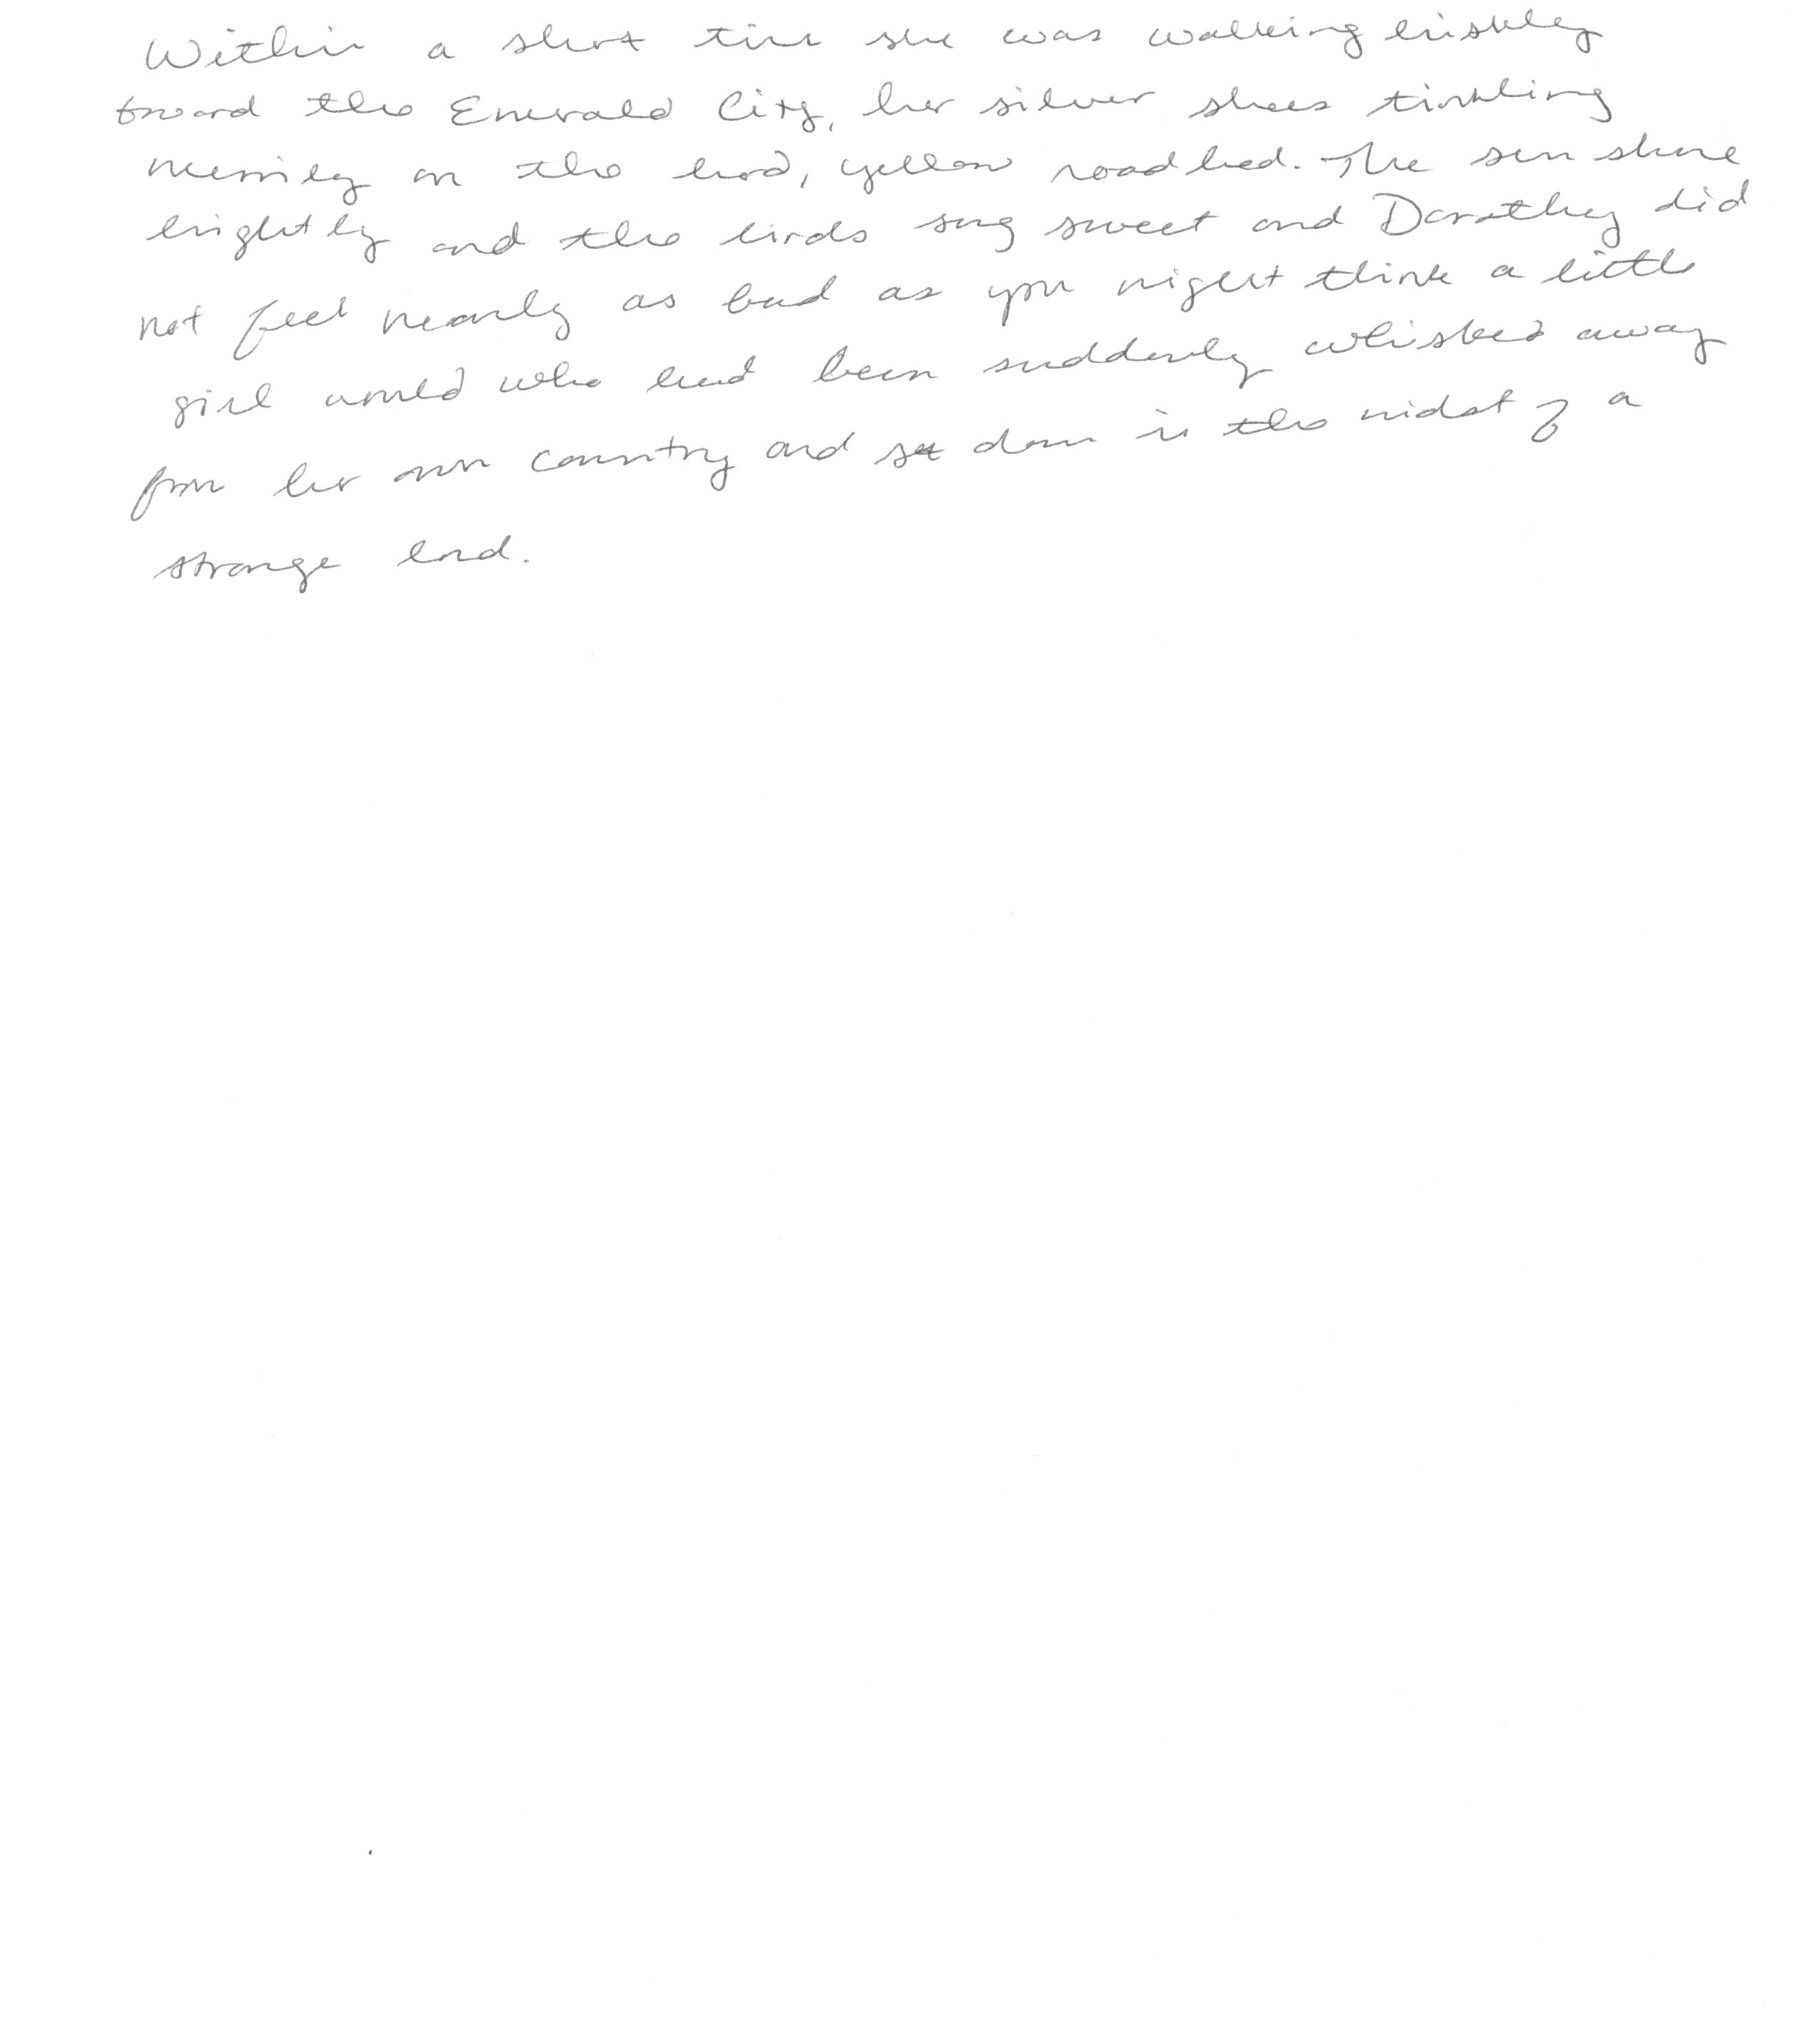 Within a short time she was walking briskley
toward the Emerald City, her silver shoes tinkling
merrily on the hard, yellow roadbed. The sun shone
brightly and the birds sang sweet and Dorothy did
not feel nearly as bad as you might think a little
girl would who had been suddenly whisked away
from her own country and set down in the midst of a
strange land.